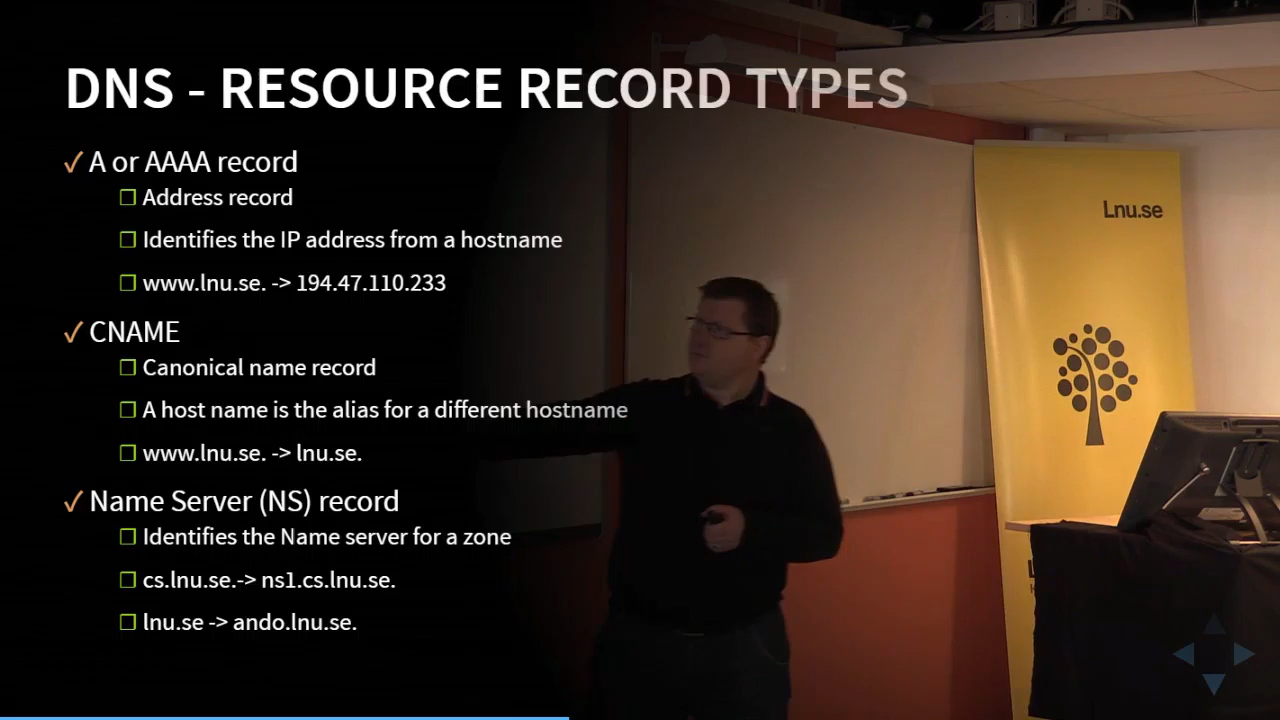 DNS - RESOURCE RECORD TYPES
A or AAAA record
Address record
Identifies the IP address from a hostname
www.lnu.se. -> 194.47.110.233
CNAME
Canonical name record
A host name is the alias for a different hostname
www.lnu.se. -> lnu.se.
Name Server (NS) record
Identifies the Name server for a zone
cs.lnu.se.-> ns1.cs.lnu.se.
lnu.se -> ando.lnu.se.
Lnu.se